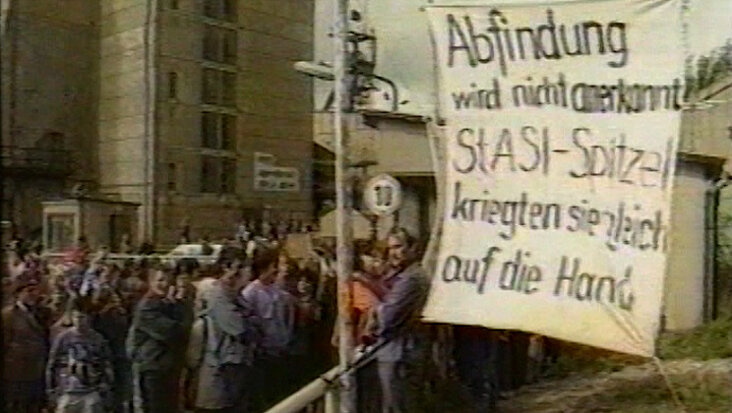 Abfindung
wird nicht anerkannt
StASI-Spitzel
kriegten sie gleich
auf die Hand
10